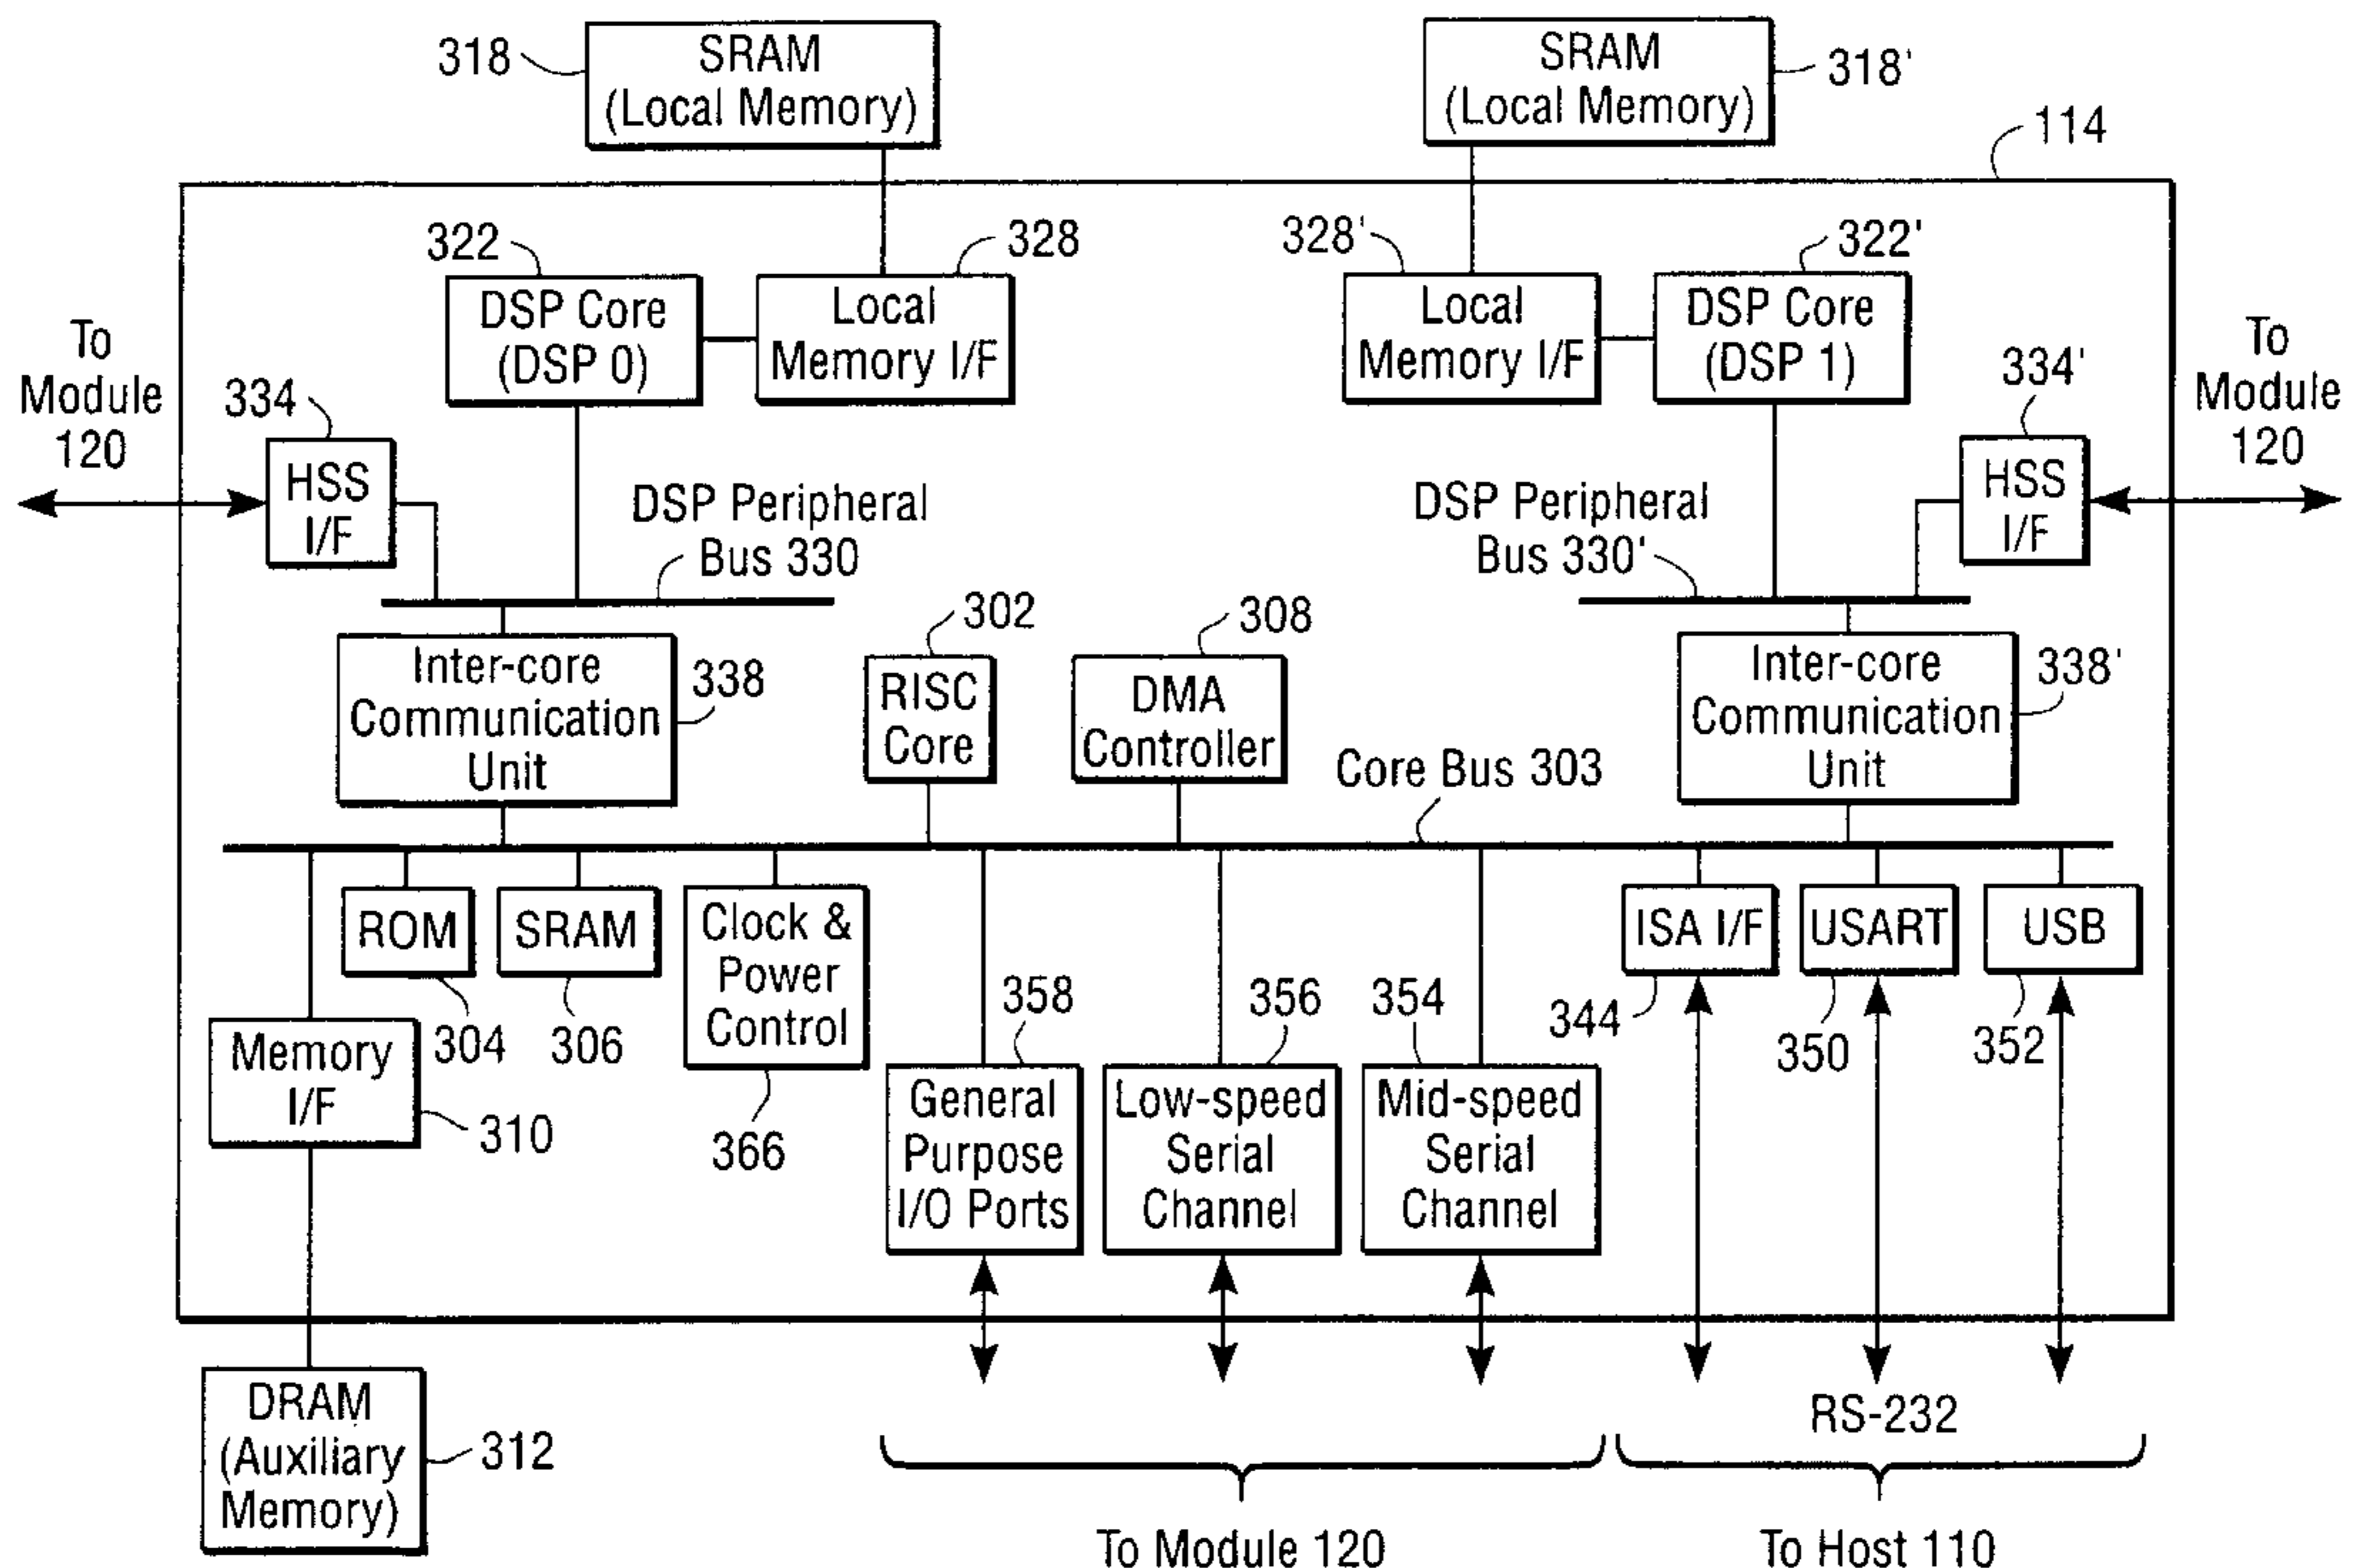 SRAM
(Local Memory)
318
SRAM
(Local Memory)
318'
114
322
DSP Core
(DSP 0)
328
Local
Memory I/F
328'
Local
Memory I/F
322'
DSP Core
(DSP 1)
To
Module
120
334
HSS
I/F
DSP Peripheral
Bus 330
DSP Peripheral
Bus 330'
334'
HSS
I/F
To
Module
120
Inter-core
Communication
Unit
338
302
RISC
Core
308
DMA
Controller
Core Bus 303
Inter-core
Communication
Unit
338'
ROM
304
SRAM
306
Clock &
Power
Control
366
Memory
I/F
310
358
General
Purpose
I/O Ports
356
Low-speed
Serial
Channel
354
Mid-speed
Serial
Channel
ISA I/F
344
USART
350
USB
352
DRAM
(Auxiliary
Memory)
312
RS-232
To Module 120
To Host 110